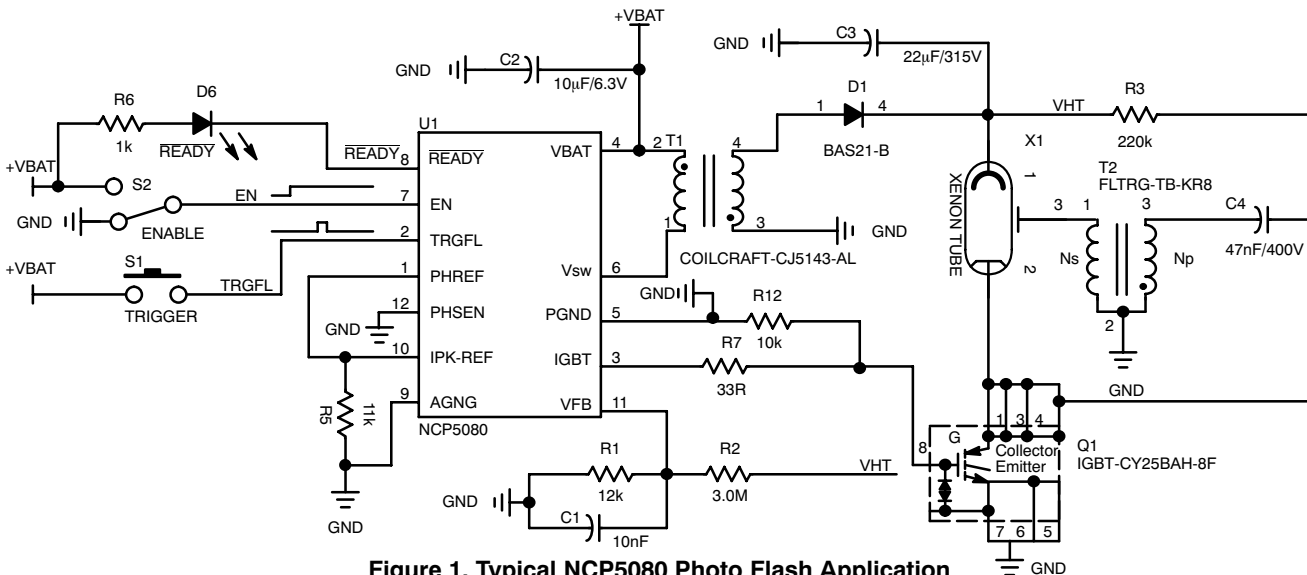 +VBAT
GND
C2
10µF/6.3V
GND
C3
22µF/315V
R6
1k
D6
READY
READY
+VBAT
S2
GND
EN
ENABLE
+VBAT
S1
TRGFL
TRIGGER
U1
8 READY
7 EN
2 TRGFL
1 PHREF
12 PHSEN
10 IPK-REF
9 AGNG
VBAT 4
Vsw 6
PGND 5
IGBT 3
VFB 11
NCP5080
GND
R5
11k
GND
2 T1 4
1 3
GND
COILCRAFT-CJ5143-AL
D1
1 4
BAS21-B
VHT
R3
220k
X1
XENON TUBE
1
2
T2
FLTRG-TB-KR8
3 1 3
Ns Np
2
C4
47nF/400V
GND
R12
10k
R7
33R
GND
R1
12k
C1
10nF
R2
3.0M
VHT
GND
1 3 4
8 G
Collector
Emitter
Q1
IGBT-CY25BAH-8F
7 6 5
GND
Figure 1. Typical NCP5080 Photo Flash Application